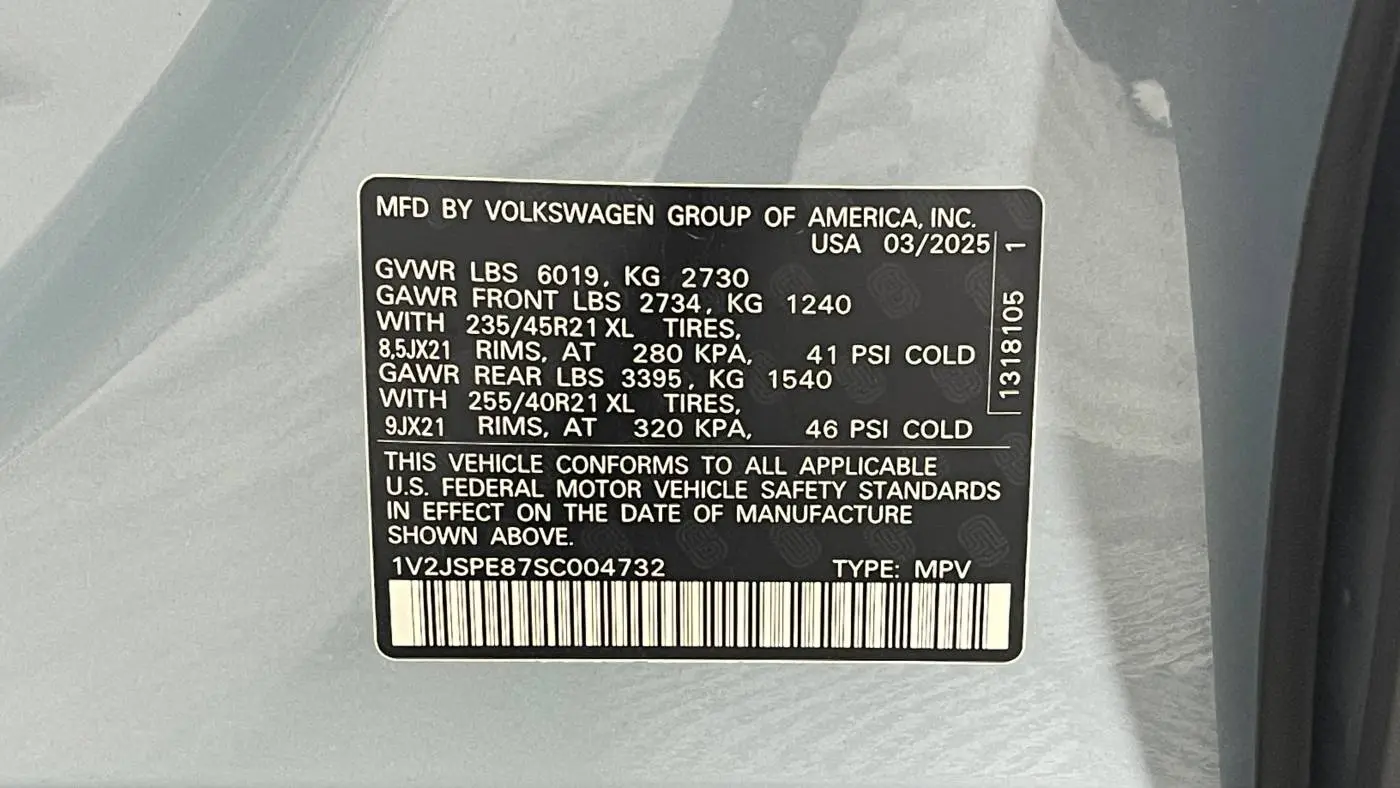 MFD BY VOLKSWAGEN GROUP OF AMERICA, INC.
USA 03/2025
GVWR LBS 6019, KG 2730
GAWR FRONT LBS 2734, KG 1240
WITH 235/45R21 XL TIRES,
8,5JX21 RIMS, AT 280 KPA, 41 PSI COLD
GAWR REAR LBS 3395, KG 1540
WITH 255/40R21 XL TIRES,
9JX21 RIMS, AT 320 KPA, 46 PSI COLD
1318105 1
THIS VEHICLE CONFORMS TO ALL APPLICABLE
U.S. FEDERAL MOTOR VEHICLE SAFETY STANDARDS
IN EFFECT ON THE DATE OF MANUFACTURE
SHOWN ABOVE.
1V2JSPE87SC004732 TYPE: MPV